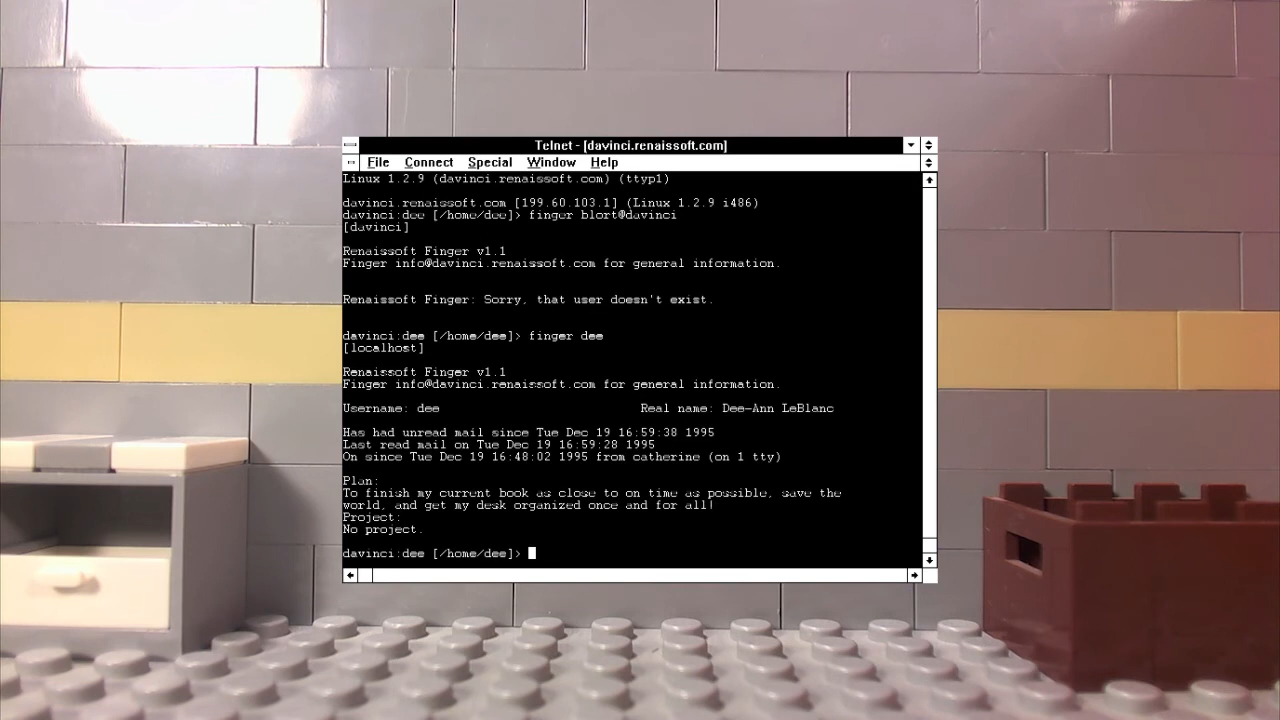 Telnet - [davinci.renaissoft.com]
File Connect Special Window Help
Linux 1.2.9 (davinci.renaissoft.com) (ttyp1)
davinci.renaissoft.com [199.60.103.1] (Linux 1.2.9 i486)
davinci:dee [/home/dee]> finger blort@davinci
[davinci]
Renaissoft Finger v1.1
Finger info@davinci.renaissoft.com for general information.
Renaissoft Finger: Sorry, that user doesn't exist.
davinci:dee [/home/dee]> finger dee
[localhost]
Renaissoft Finger v1.1
Finger info@davinci.renaissoft.com for general information.
Username: dee Real name: Dee-Ann LeBlanc
Has had unread mail since Tue Dec 19 16:59:38 1995
Last read mail on Tue Dec 19 16:59:28 1995
On since Tue Dec 19 16:48:02 1995 from catherine (on 1 tty)
Plan:
To finish my current book as close to on time as possible, save the
world, and get my desk organized once and for all!
Project:
No project.
davinci:dee [/home/dee]>